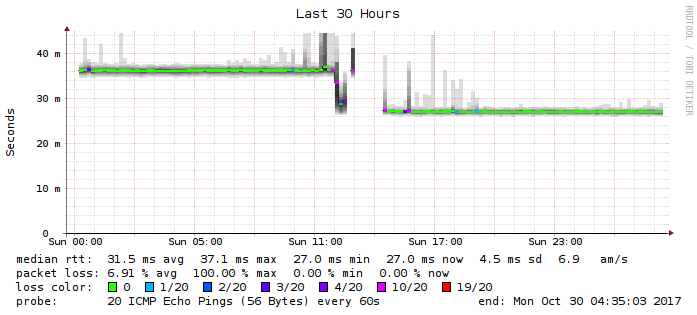 Last 30 Hours
RRDTOOL / TOBI OETIKER
Seconds
40 m
30 m
20 m
10 m
0
Sun 00:00 Sun 05:00 Sun 11:00 Sun 17:00 Sun 23:00
median rtt: 31.5 ms avg 37.1 ms max 27.0 ms min 27.0 ms now 4.5 ms sd 6.9 am/s
packet loss: 6.91 % avg 100.00 % max 0.00 % min 0.00 % now
loss color: 0 1/20 2/20 3/20 4/20 10/20 19/20
probe: 20 ICMP Echo Pings (56 Bytes) every 60s end: Mon Oct 30 04:35:03 2017